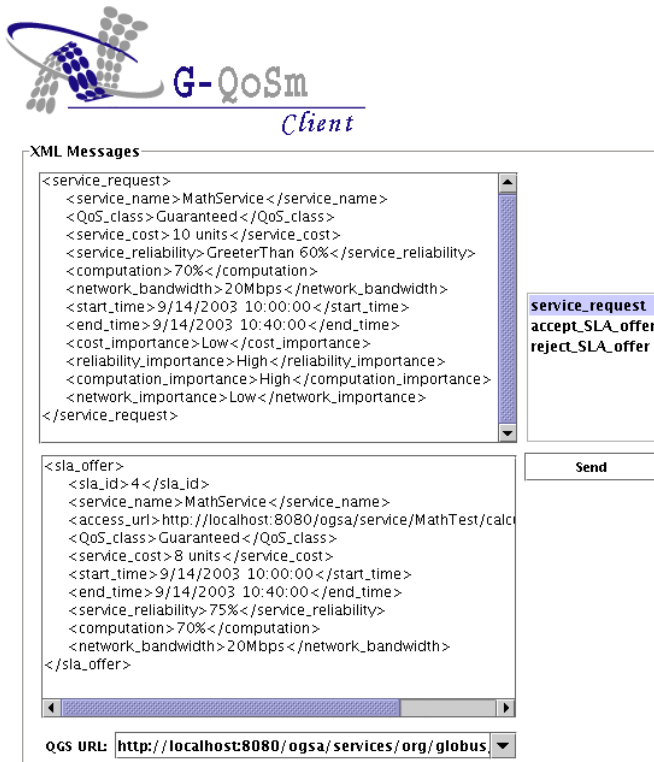 G-QoSm
Client
XML Messages
<service_request>
<service_name>MathService</service_name>
<QoS_class>Guaranteed</QoS_class>
<service_cost>10 units</service_cost>
<service_reliability>GreeterThan 60%</service_reliability>
<computation>70%</computation>
<network_bandwidth>20Mbps</network_bandwidth>
<start_time>9/14/2003 10:00:00</start_time>
<end_time>9/14/2003 10:40:00</end_time>
<cost_importance>Low</cost_importance>
<reliability_importance>High</reliability_importance>
<computation_importance>High</computation_importance>
<network_importance>Low</network_importance>
</service_request>
service_request
accept_SLA_offer
reject_SLA_offer
Send
<sla_offer>
<sla_id>4</sla_id>
<service_name>MathService</service_name>
<access_url>http://localhost:8080/ogsa/service/MathTest/calcu
<QoS_class>Guaranteed</QoS_class>
<service_cost>8 units</service_cost>
<start_time>9/14/2003 10:00:00</start_time>
<end_time>9/14/2003 10:40:00</end_time>
<service_reliability>75%</service_reliability>
<computation>70%</computation>
<network_bandwidth>20Mbps</network_bandwidth>
</sla_offer>
QGS URL: http://localhost:8080/ogsa/services/org/globus,